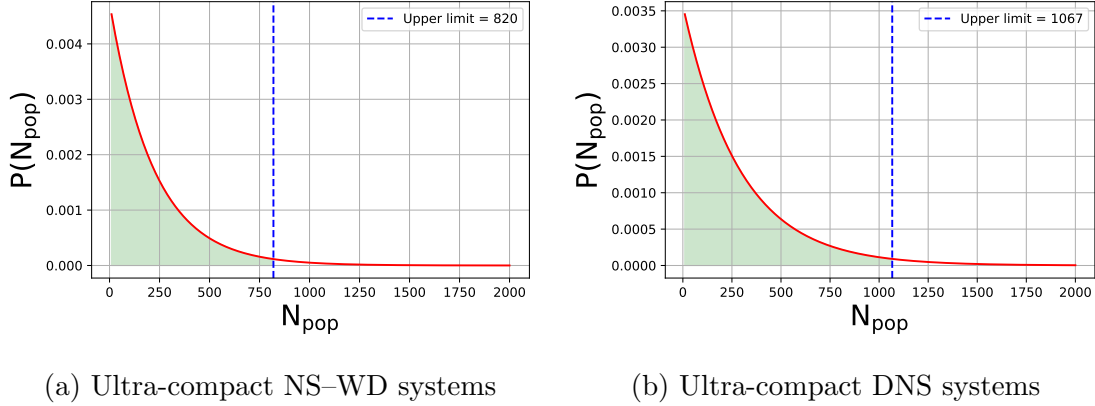 Upper limit = 820
0.004
0.003
0.002
0.001
0.000
P(N_pop)
0 250 500 750 1000 1250 1500 1750 2000
N_pop
(a) Ultra-compact NS–WD systems
Upper limit = 1067
0.0035
0.0030
0.0025
0.0020
0.0015
0.0010
0.0005
0.0000
P(N_pop)
0 250 500 750 1000 1250 1500 1750 2000
N_pop
(b) Ultra-compact DNS systems